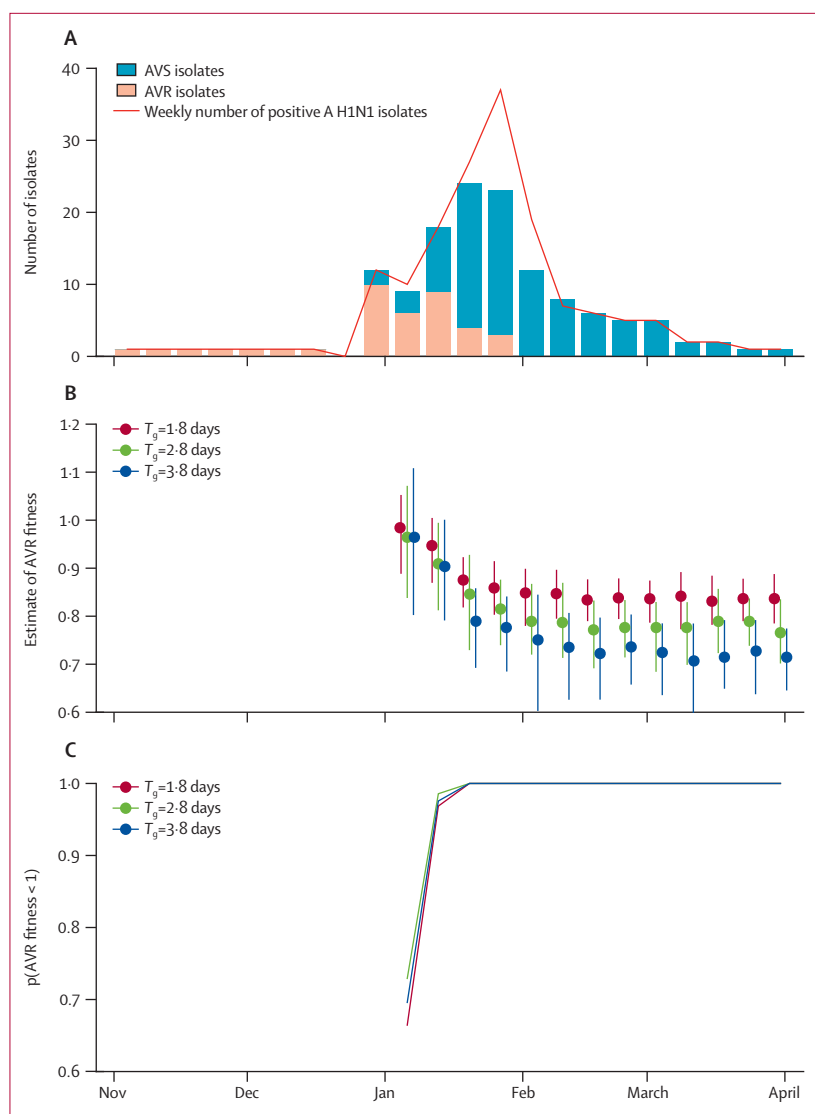 A
AVS isolates
AVR isolates
Weekly number of positive A H1N1 isolates
Number of isolates
40
30
20
10
0
B
Tg=1·8 days
Tg=2·8 days
Tg=3·8 days
Estimate of AVR fitness
1·2
1·1
1·0
0·9
0·8
0·7
0·6
C
Tg=1·8 days
Tg=2·8 days
Tg=3·8 days
p(AVR fitness < 1)
1·0
0.9
0.8
0·7
0·6
Nov
Dec
Jan
Feb
March
April